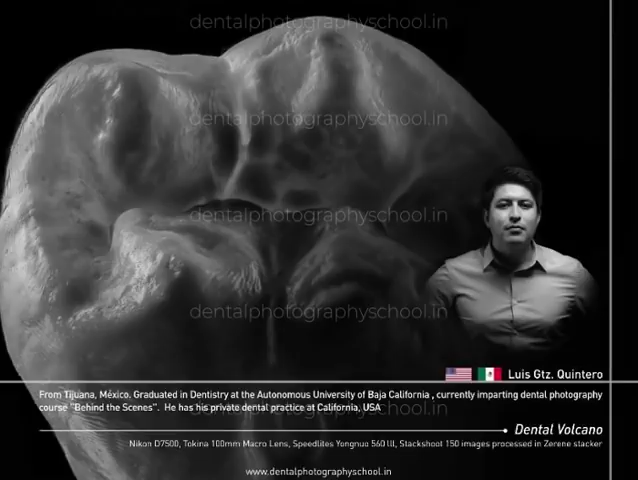 dentalphotographyschool.in
dentalphotographyschool.in
dentalphotographyschool.in
dentalphotographyschool.in
Luis Gtz. Quintero
From Tijuana, México. Graduated in Dentistry at the Autonomous University of Baja California , currently imparting dental photography
course "Behind the Scenes". He has his private dental practice at California, USA
dentalphotographyschool.in
Dental Volcano
Nikon D7500, Tokina 100mm Macro Lens, Speedlites Yongnuo 560 III, Stackshoot 150 images processed in Zerene stacker
www.dentalphotographyschool.in